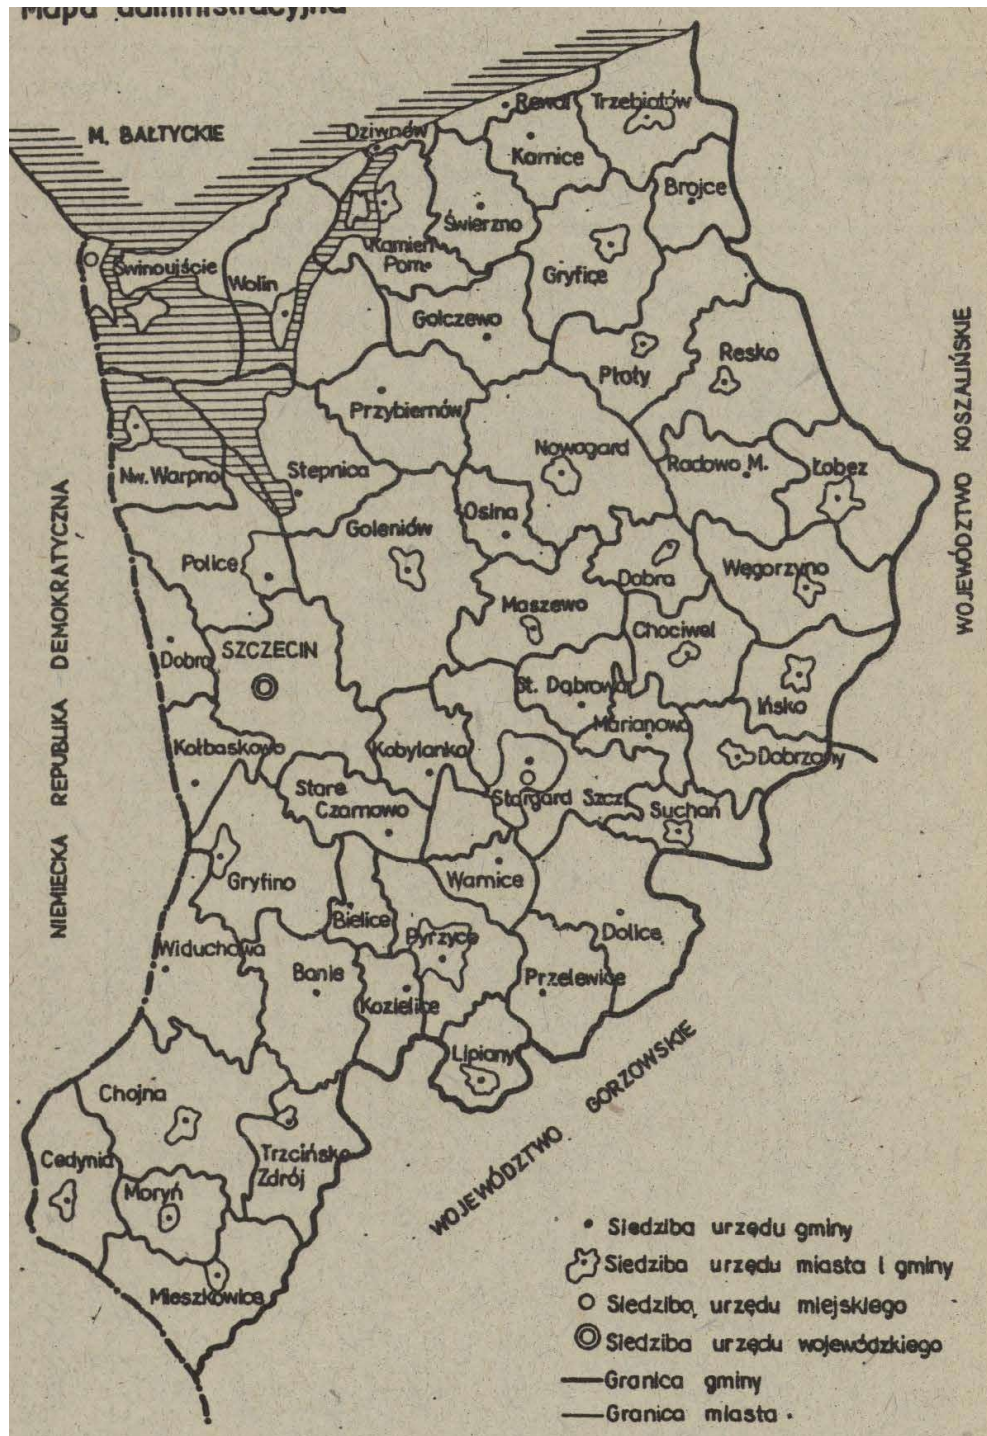 Mapa administracyjna
M. BAŁTYCKIE
Rewal
Trzebiatów
Dziwnów
Karnice
Brojce
Świerzno
Kamień
Pom.
Gryfice
Świnoujście
Wolin
Golczewo
Płoty
Resko
Przybiernów
Nowogard
Radowo M.
Łobez
Nw. Warpno
Stepnica
Goleniów
Osina
Police
Dobra
Węgorzyno
Maszewo
Chociwel
Dobra
SZCZECIN
St. Dąbrowa
Marianowo
Ińsko
Kołbaskowo
Kobylanka
Dobrzany
Stare
Czarnowo
Stargard Szcz.
Suchań
Gryfino
Warnice
Bielice
Pyrzyce
Dolice
Widuchowa
Banie
Kozielice
Przelewice
Lipiany
Chojna
Cedynia
Moryń
Trzcińsko
Zdrój
Mieszkowice
NIEMIECKA REPUBLIKA DEMOKRATYCZNA
WOJEWÓDZTWO KOSZALIŃSKIE
WOJEWÓDZTWO GORZOWSKIE
Siedziba urzędu gminy
Siedziba urzędu miasta i gminy
Siedziba urzędu miejskiego
Siedziba urzędu wojewódzkiego
Granica gminy
Granica miasta